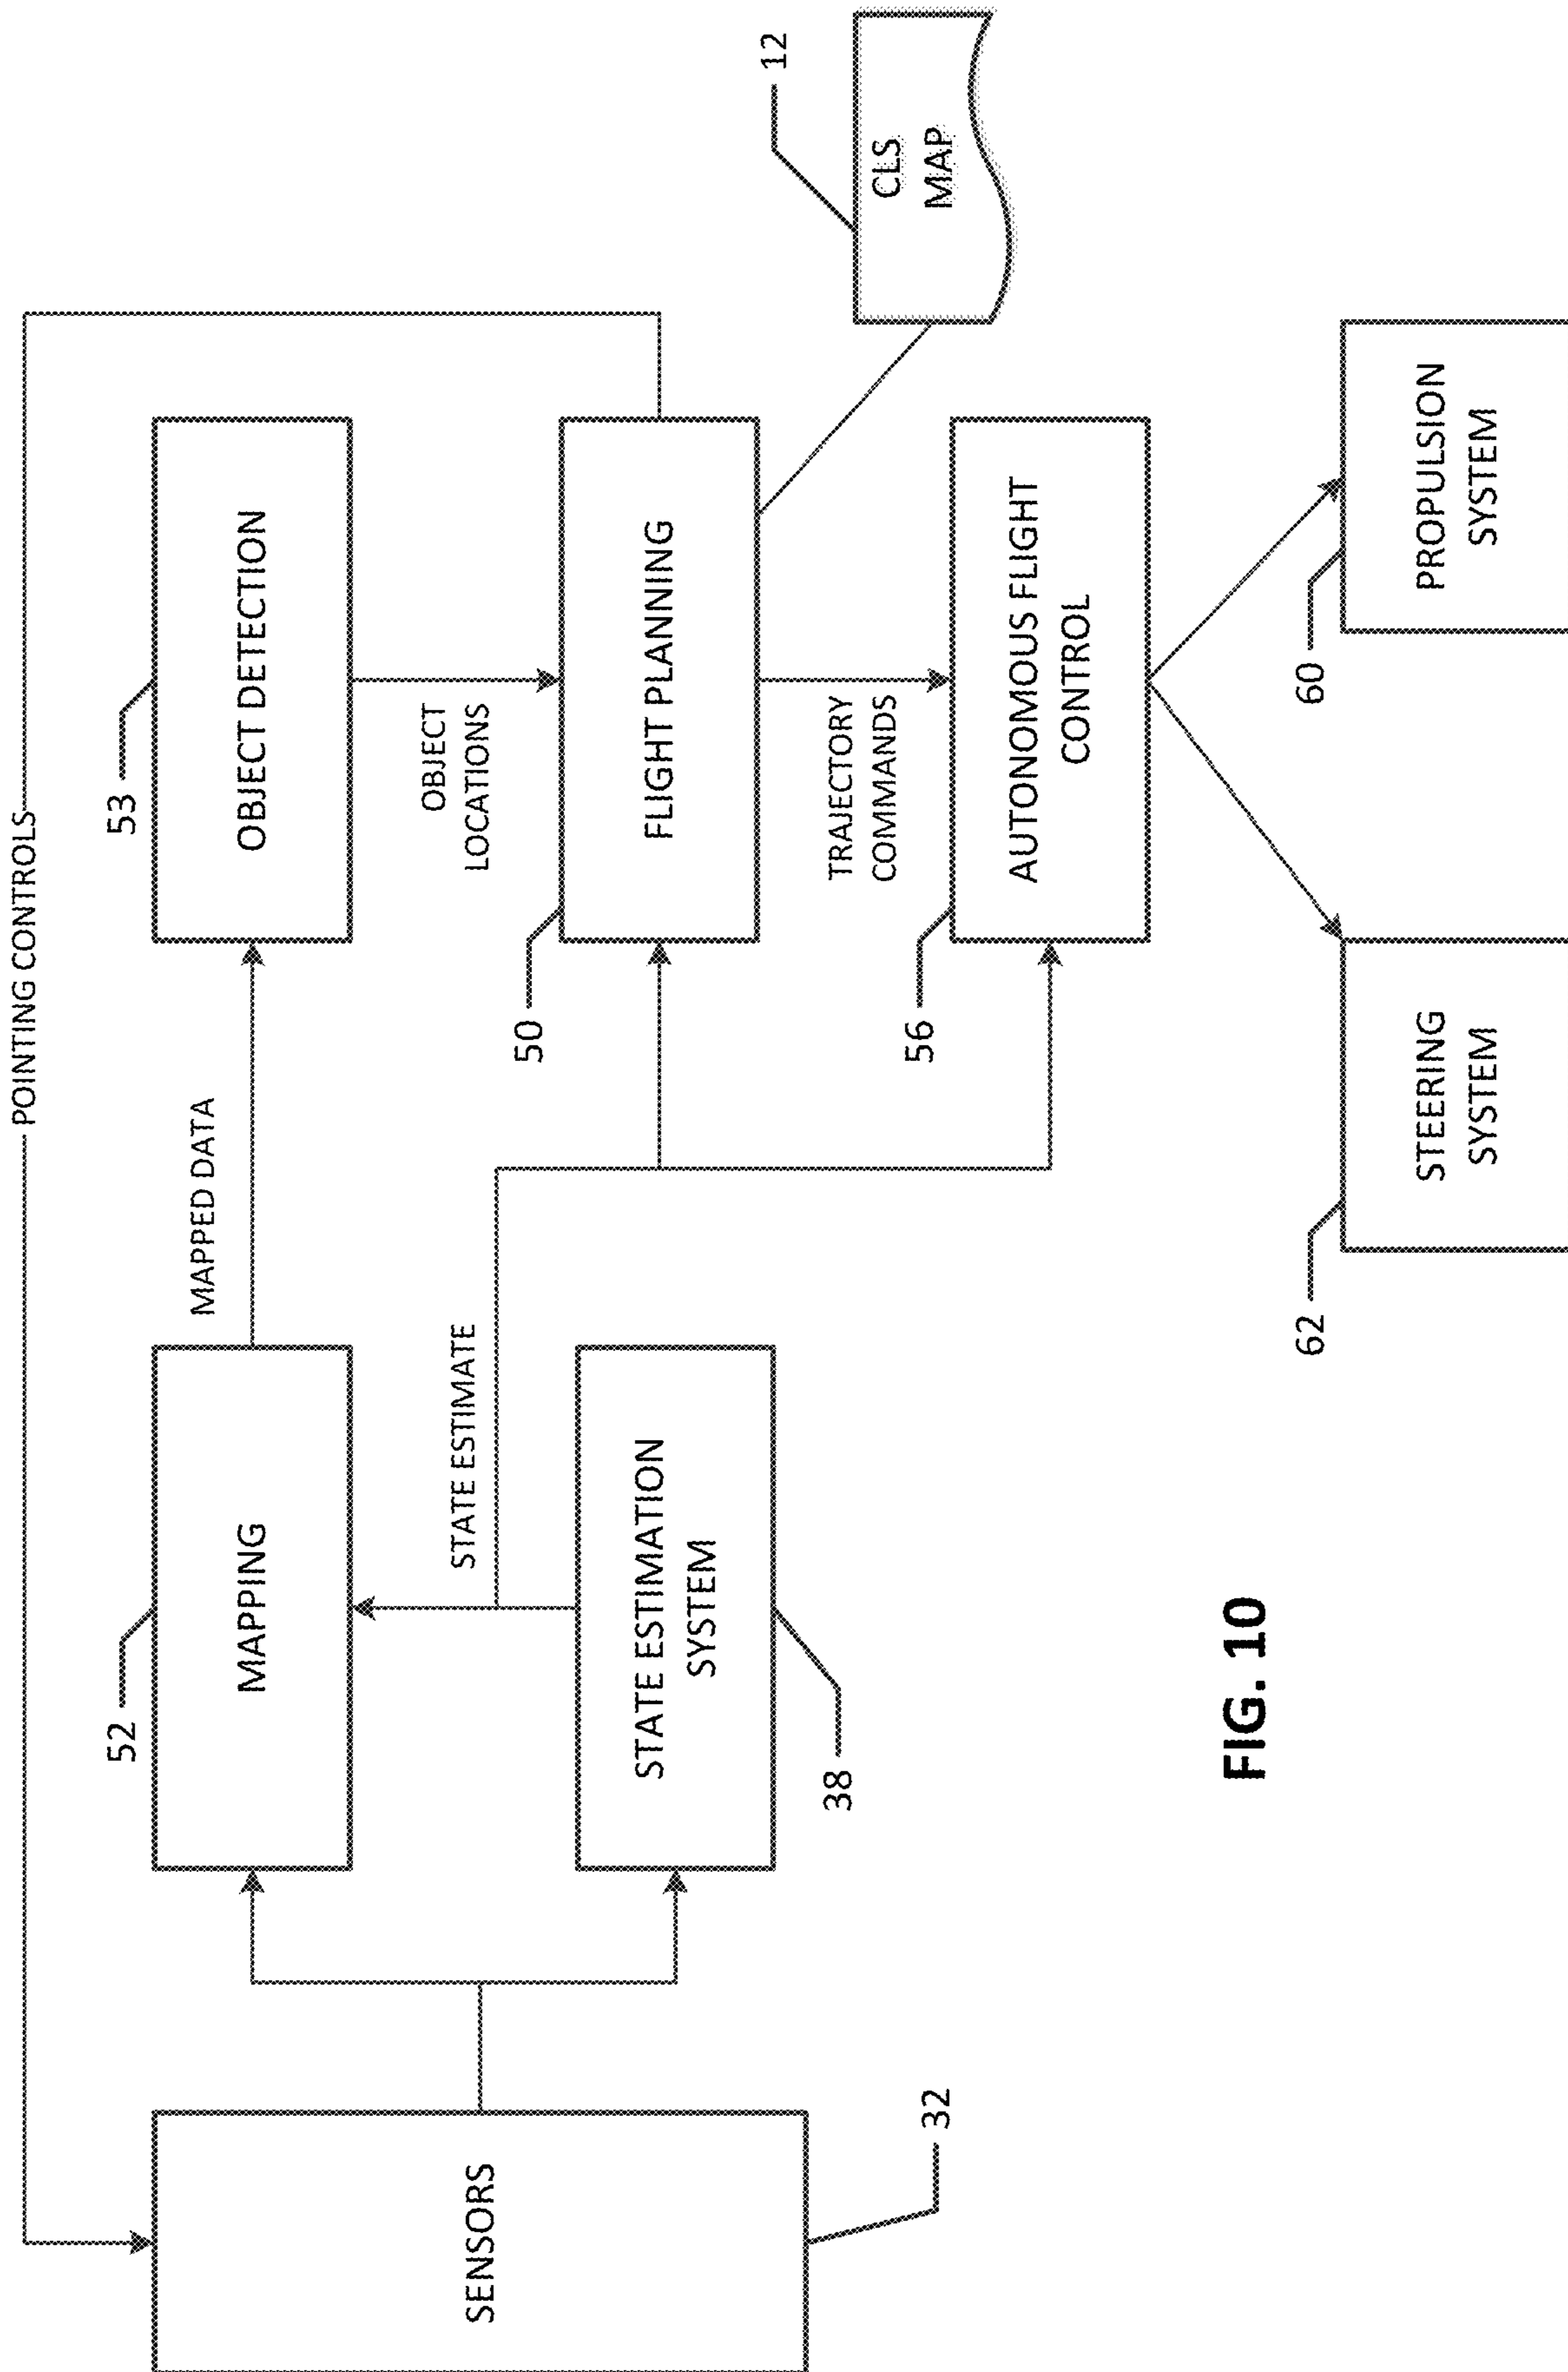 POINTING CONTROLS
SENSORS
32
52
MAPPING
MAPPED DATA
53
OBJECT DETECTION
STATE ESTIMATE
STATE ESTIMATION
SYSTEM
38
OBJECT
LOCATIONS
50
FLIGHT PLANNING
12
CLS
MAP
TRAJECTORY
COMMANDS
56
AUTONOMOUS FLIGHT
CONTROL
62
STEERING
SYSTEM
60
PROPULSION
SYSTEM
FIG. 10